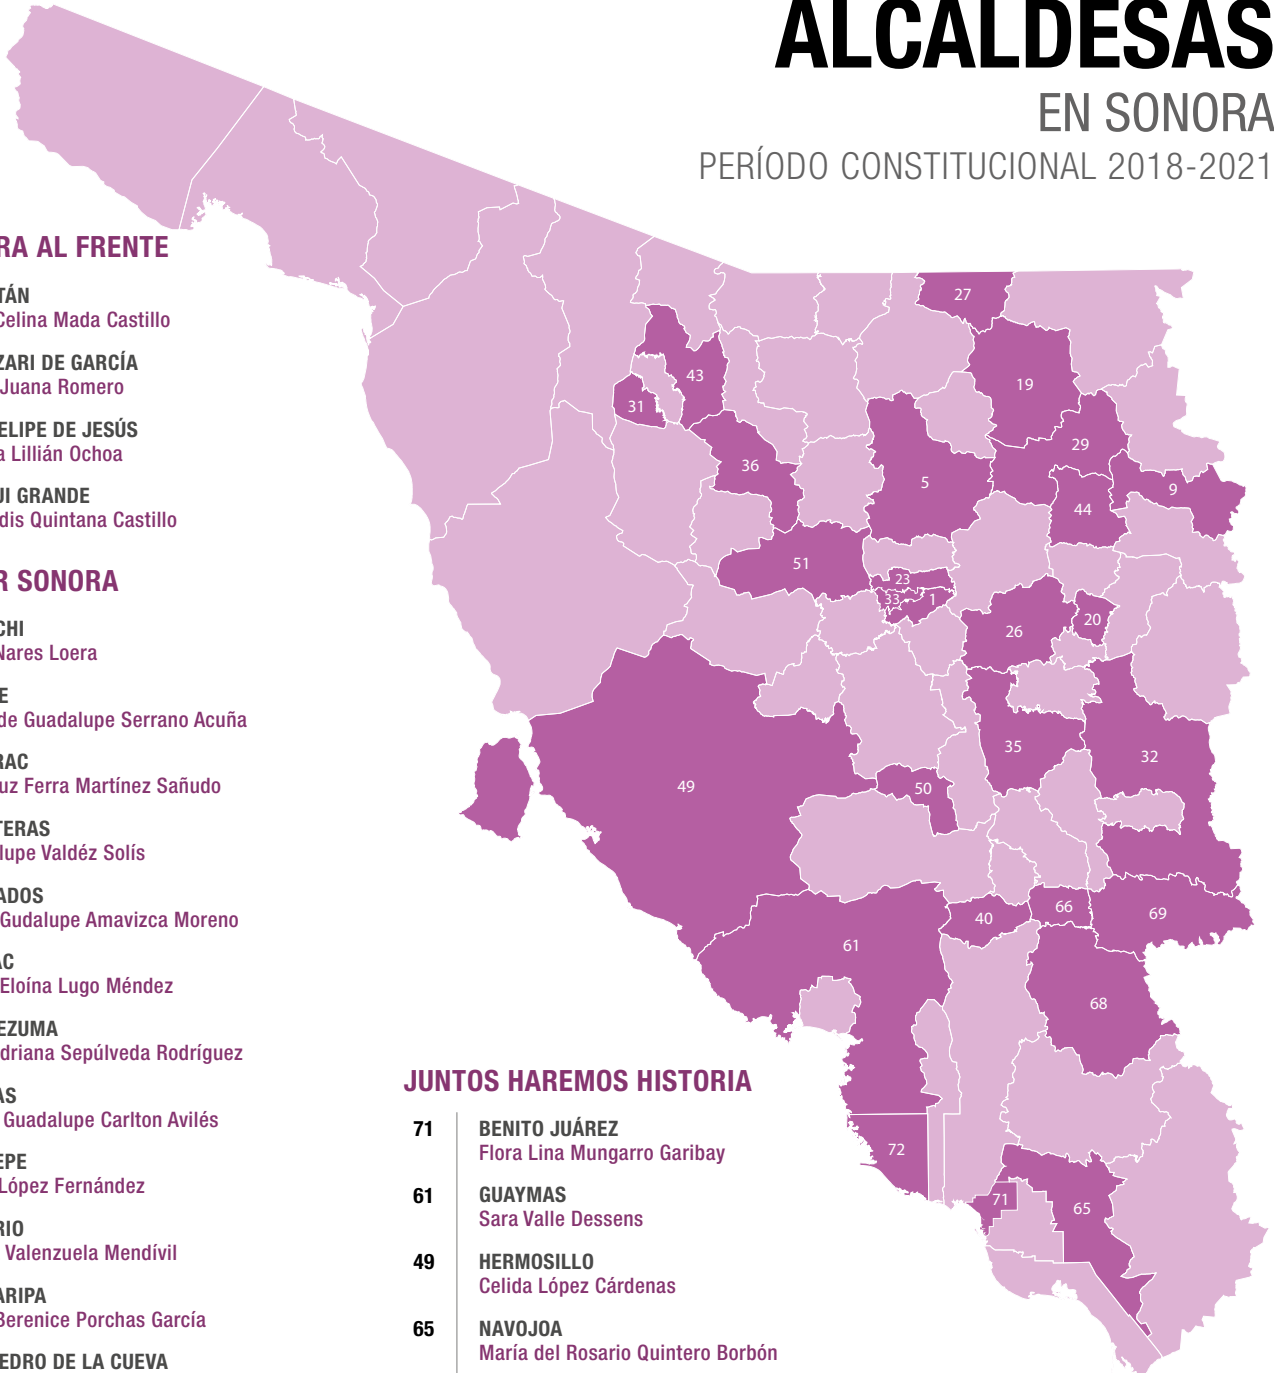 ALCALDESAS
EN SONORA
PERÍODO CONSTITUCIONAL 2018-2021
RA AL FRENTE
TÁN
Celina Mada Castillo
ZARI DE GARCÍA
Juana Romero
ELIPE DE JESÚS
a Lillián Ochoa
UI GRANDE
dis Quintana Castillo
R SONORA
CHI
Nares Loera
E
de Guadalupe Serrano Acuña
RAC
uz Ferra Martínez Sañudo
TERAS
lupe Valdéz Solís
ADOS
Gudalupe Amavizca Moreno
AC
Eloína Lugo Méndez
EZUMA
driana Sepúlveda Rodríguez
AS
Guadalupe Carlton Avilés
EPE
López Fernández
RIO
Valenzuela Mendívil
ARIPA
Berenice Porchas García
EDRO DE LA CUEVA
JUNTOS HAREMOS HISTORIA
71 BENITO JUÁREZ
Flora Lina Mungarro Garibay
61 GUAYMAS
Sara Valle Dessens
49 HERMOSILLO
Celida López Cárdenas
65 NAVOJOA
María del Rosario Quintero Borbón
27
19
43
31
29
36
5
9
44
51
23
33
1
20
26
35
32
49
50
66
69
40
61
68
72
71
65